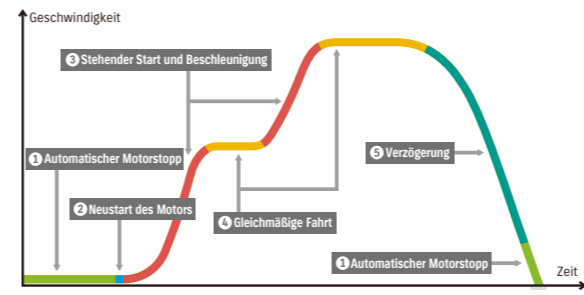 Geschwindigkeit
❸ Stehender Start und Beschleunigung
❶ Automatischer Motorstopp
❺ Verzögerung
❷ Neustart des Motors
❹ Gleichmäßige Fahrt
❶ Automatischer Motorstopp
Zeit